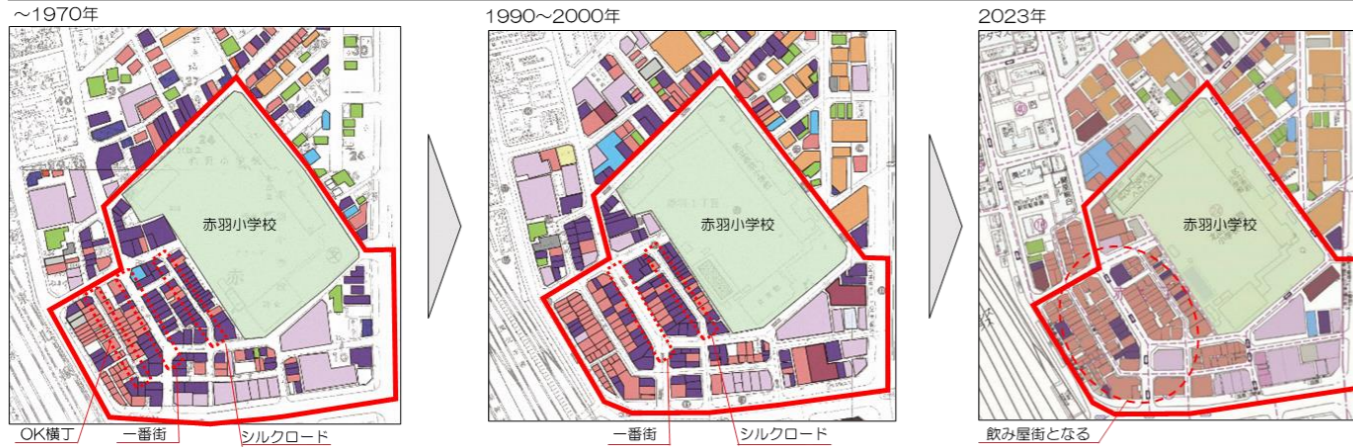 ～1970年
1990～2000年
2023年
赤羽小学校
赤羽小学校
赤羽小学校
OK横丁
一番街
シルクロード
一番街
シルクロード
飲み屋街となる